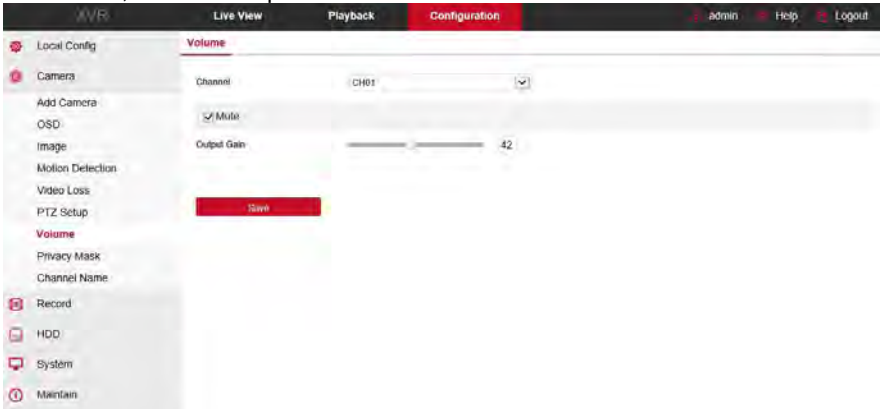 XVR
Live View
Playback
Configuration
admin
Help
Logout
Local Config
Camera
Add Camera
OSD
Image
Motion Detection
Video Loss
PTZ Setup
Volume
Privacy Mask
Channel Name
Record
HDD
System
Maintain
Volume
Channel
CH01
Mute
Output Gain
42
Save